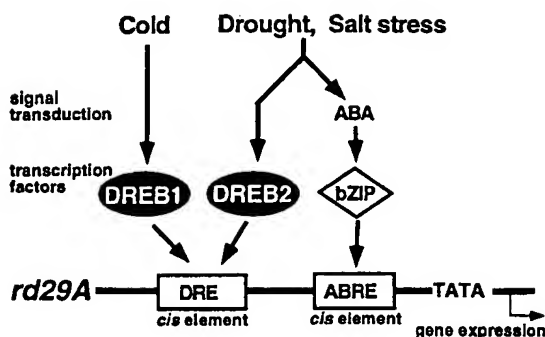 Cold Drought, Salt stress
signal
transduction
ABA
transcription
factors
DREB1 DREB2 bZIP
rd29A DRE ABRE TATA
cis element cis element
gene expression